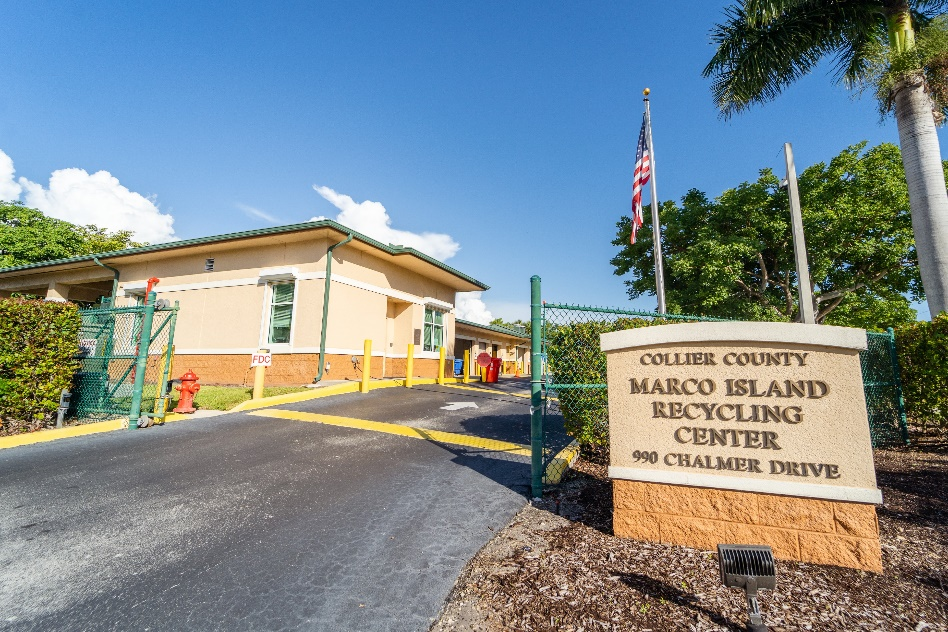 FDC
COLLIER COUNTY
MARCO ISLAND
RECYCLING
CENTER
990 CHALMER DRIVE